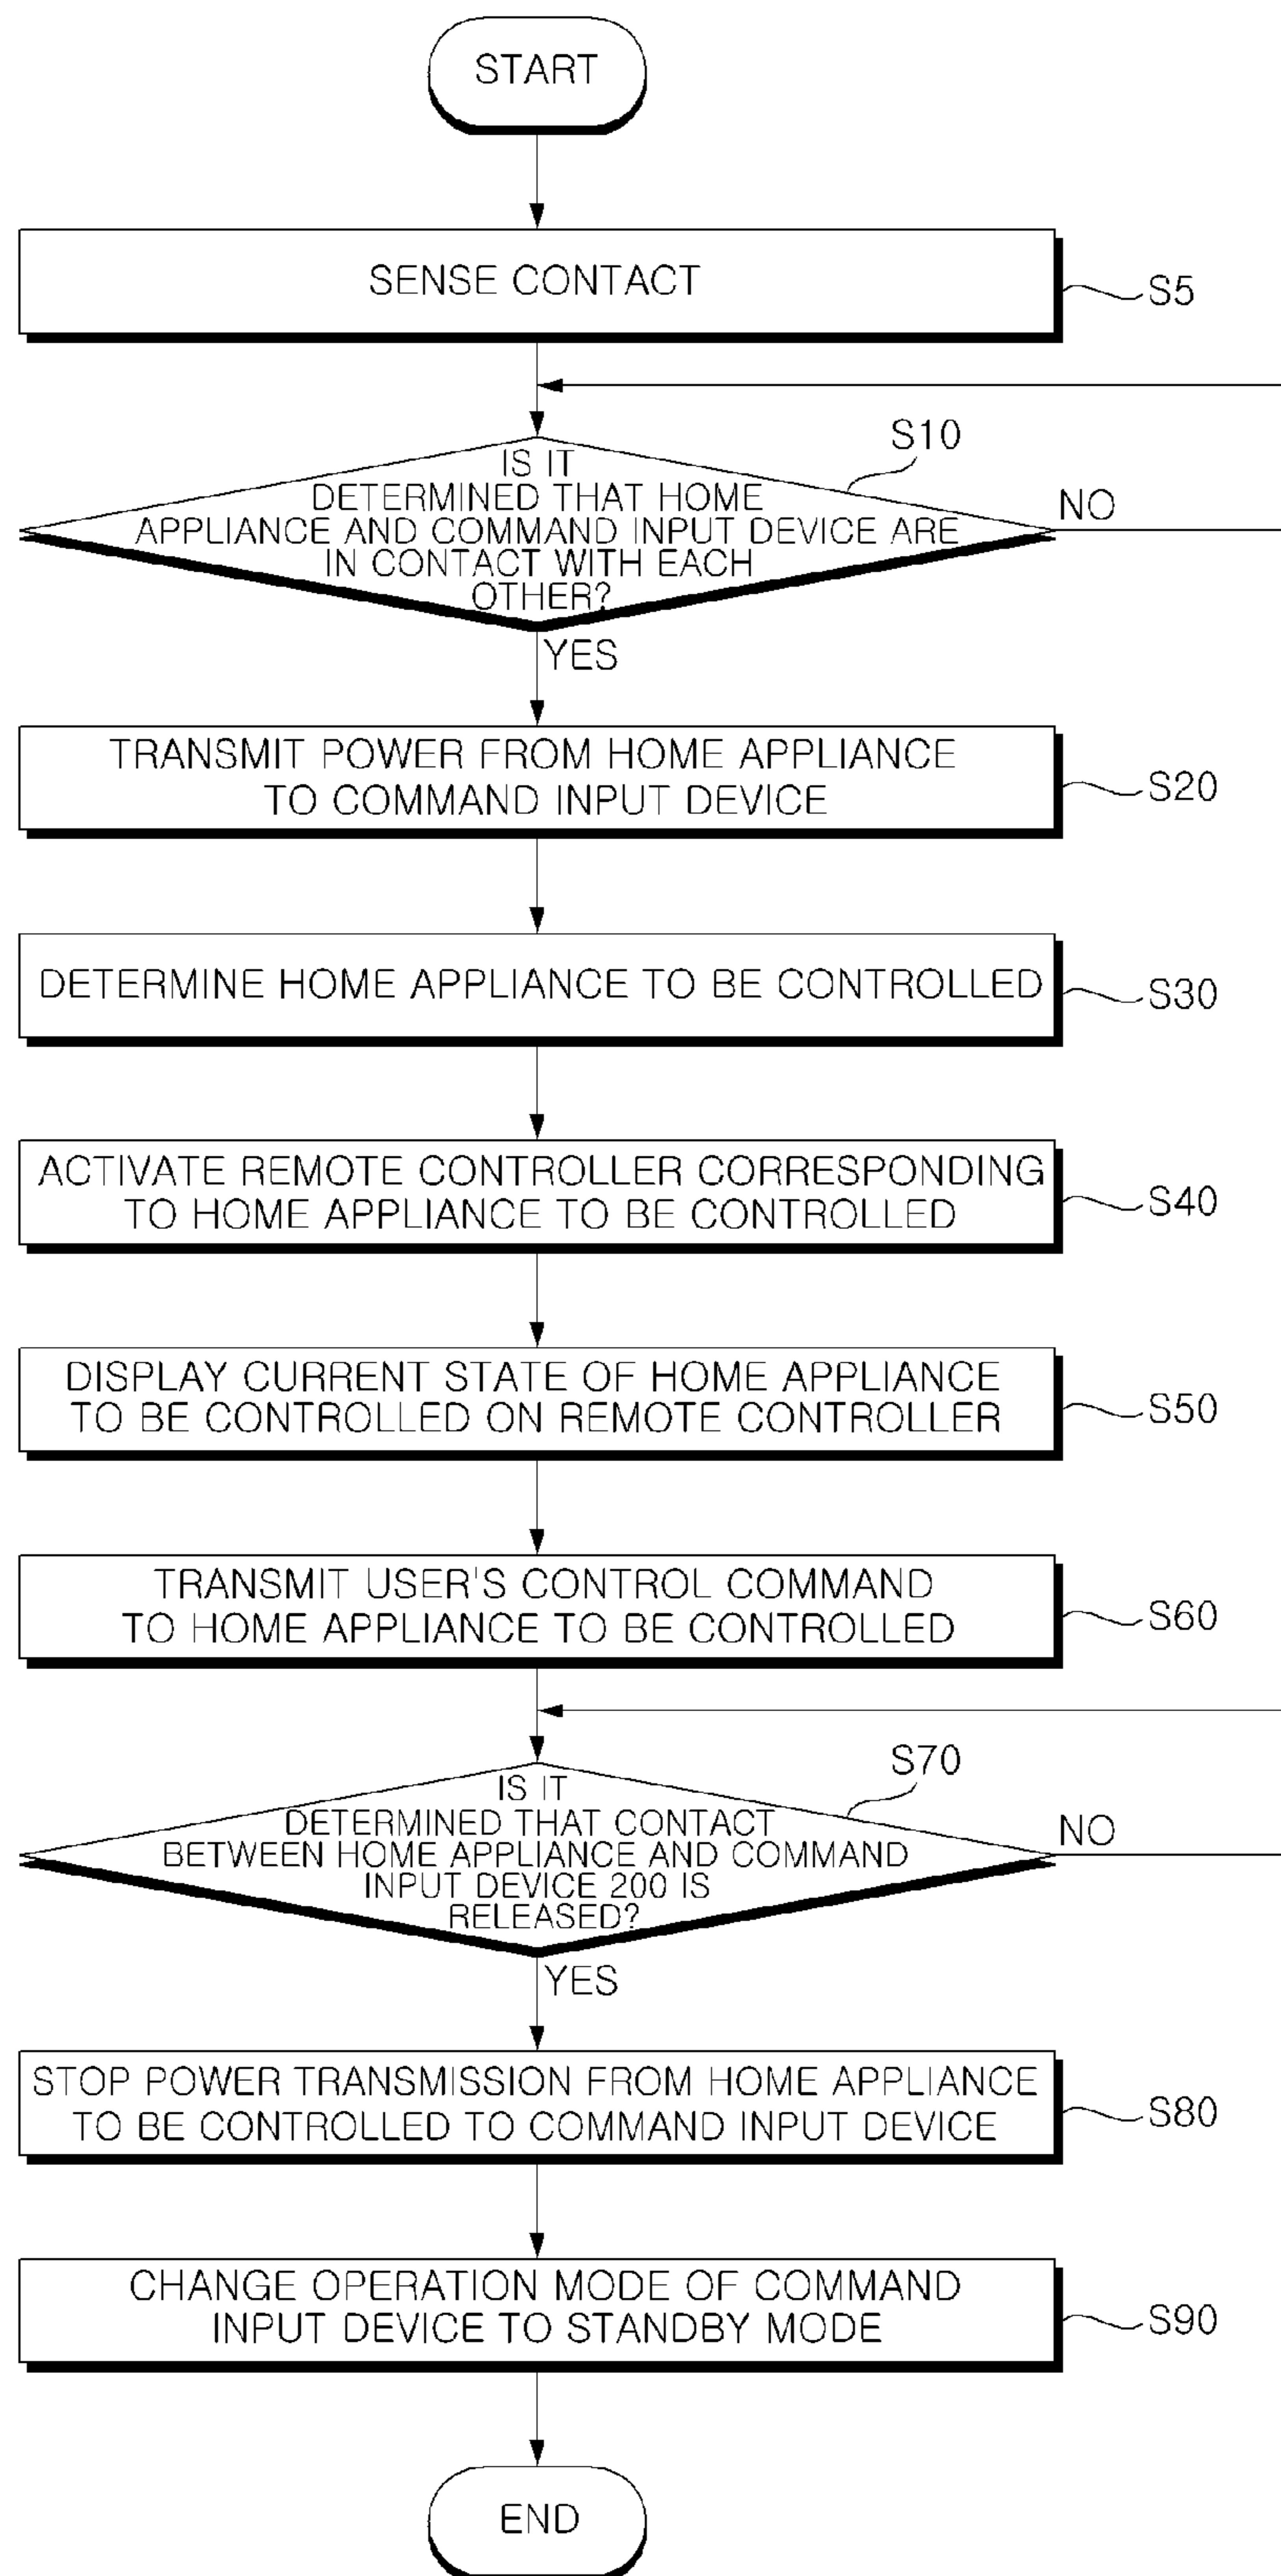 START
SENSE CONTACT
S5
S10
IS IT
DETERMINED THAT HOME
APPLIANCE AND COMMAND INPUT DEVICE ARE
IN CONTACT WITH EACH
OTHER?
NO
YES
TRANSMIT POWER FROM HOME APPLIANCE
TO COMMAND INPUT DEVICE
S20
DETERMINE HOME APPLIANCE TO BE CONTROLLED
S30
ACTIVATE REMOTE CONTROLLER CORRESPONDING
TO HOME APPLIANCE TO BE CONTROLLED
S40
DISPLAY CURRENT STATE OF HOME APPLIANCE
TO BE CONTROLLED ON REMOTE CONTROLLER
S50
TRANSMIT USER'S CONTROL COMMAND
TO HOME APPLIANCE TO BE CONTROLLED
S60
S70
IS IT
DETERMINED THAT CONTACT
BETWEEN HOME APPLIANCE AND COMMAND
INPUT DEVICE 200 IS
RELEASED?
NO
YES
STOP POWER TRANSMISSION FROM HOME APPLIANCE
TO BE CONTROLLED TO COMMAND INPUT DEVICE
S80
CHANGE OPERATION MODE OF COMMAND
INPUT DEVICE TO STANDBY MODE
S90
END